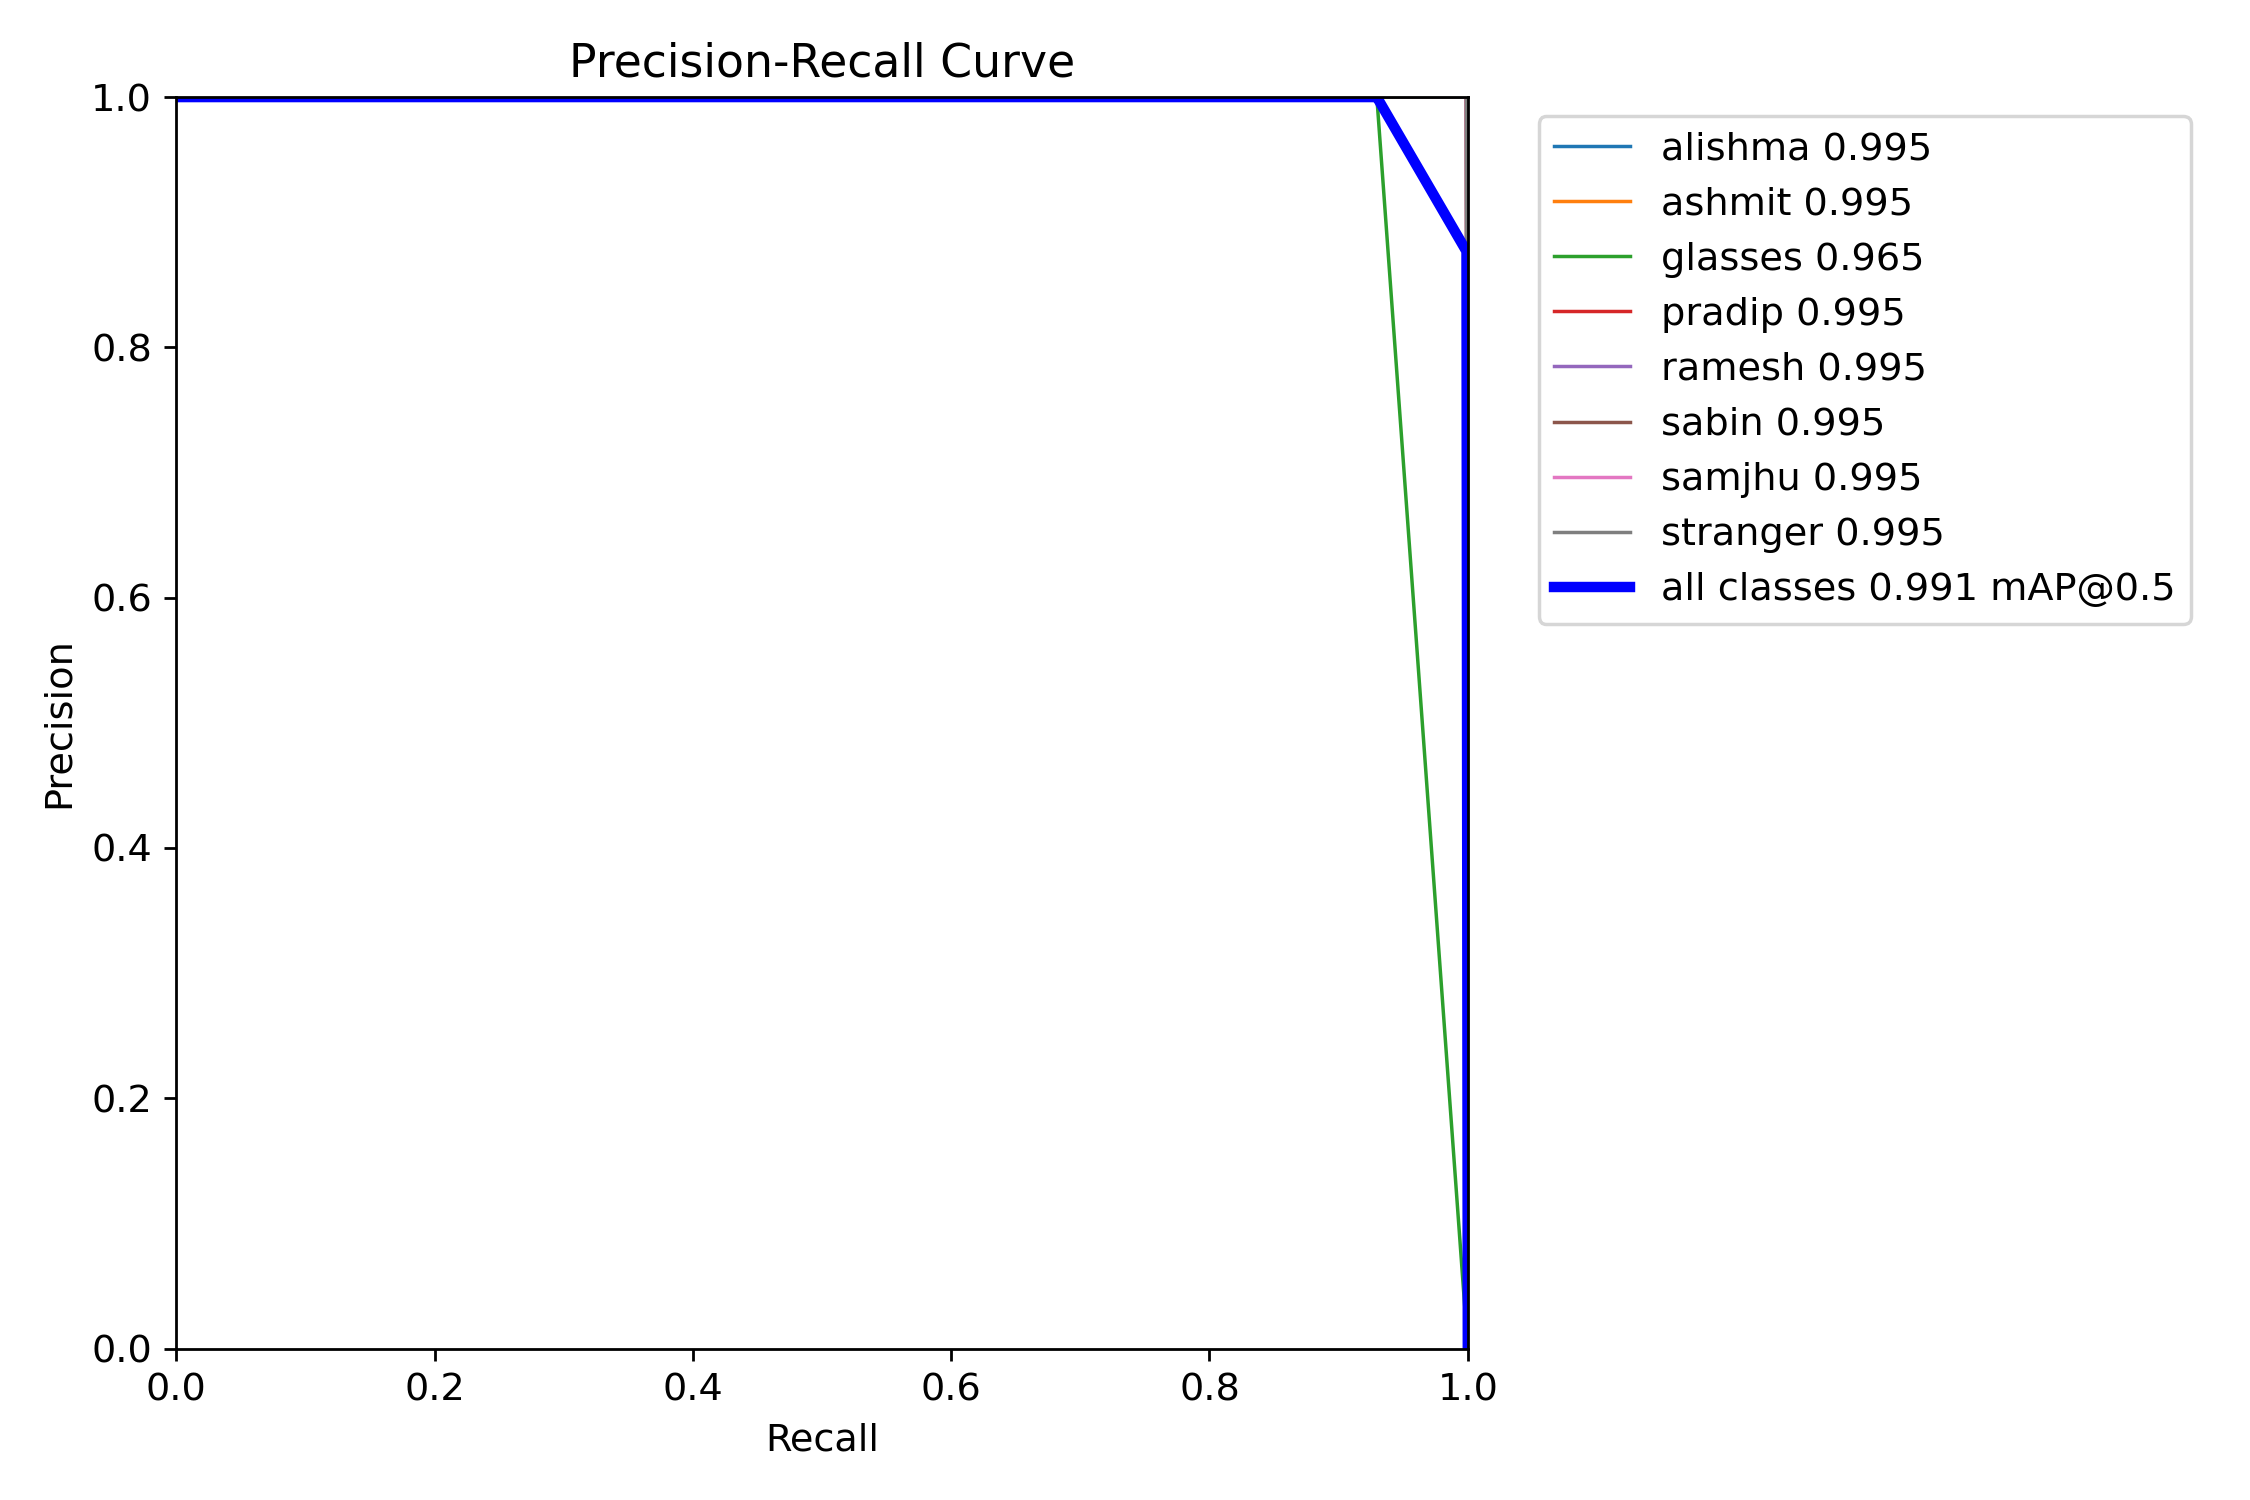 Precision-Recall Curve
1.0
0.8
0.6
0.4
0.2
0.0
Precision
0.0 0.2 0.4 0.6 0.8 1.0
Recall
alishma 0.995
ashmit 0.995
glasses 0.965
pradip 0.995
ramesh 0.995
sabin 0.995
samjhu 0.995
stranger 0.995
all classes 0.991 mAP@0.5